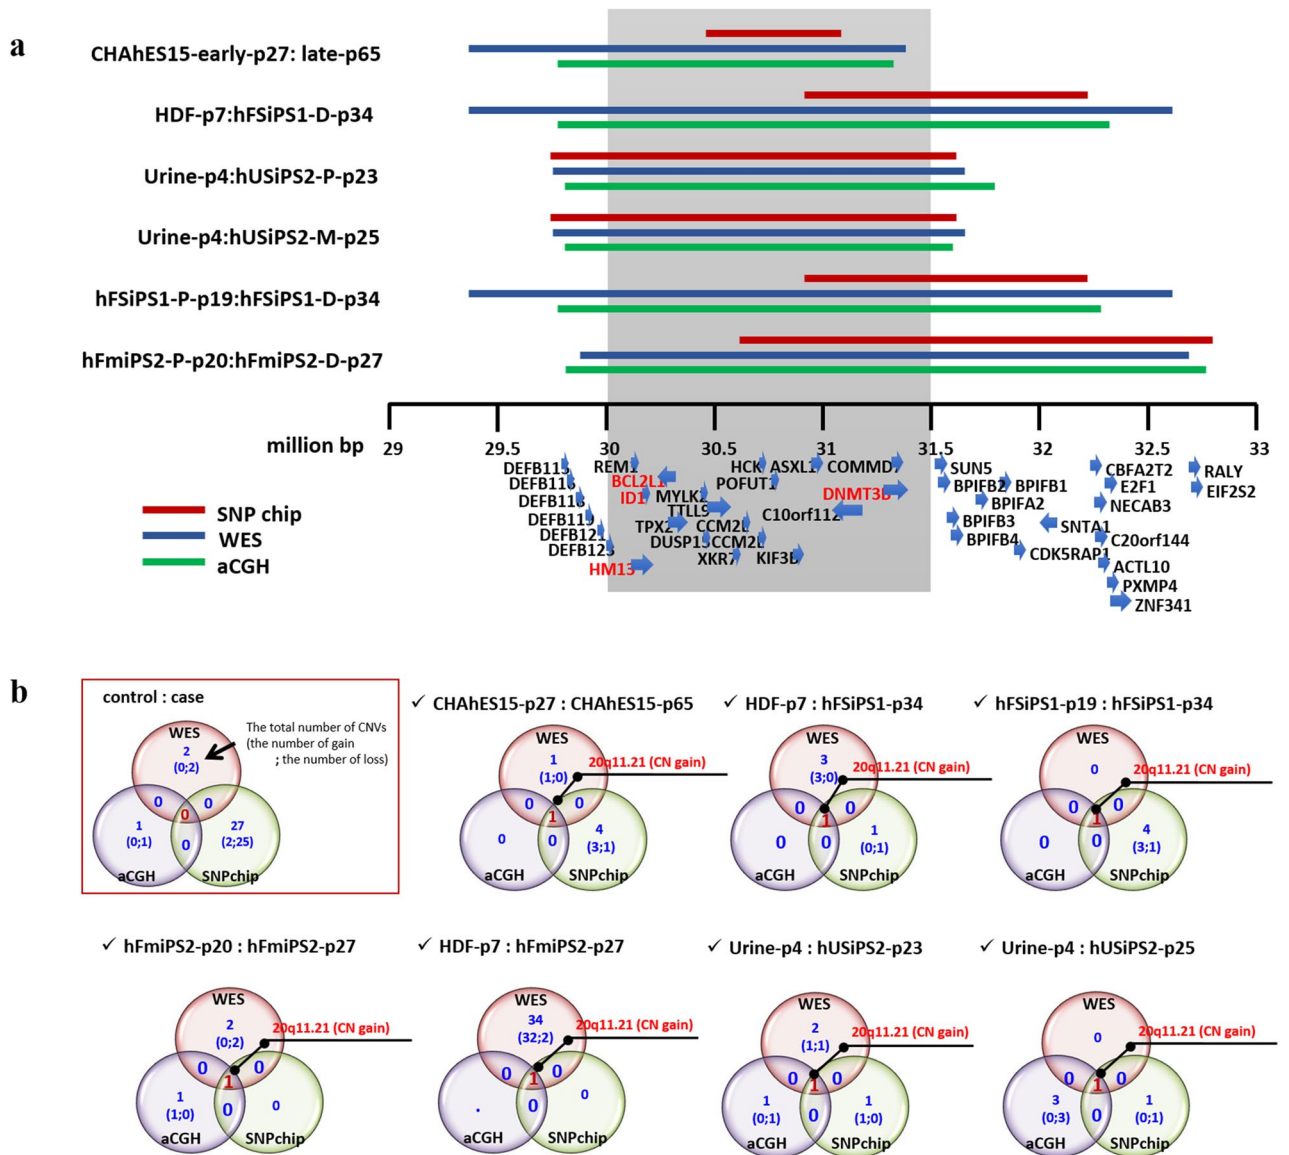 a
CHAhES15-early-p27: late-p65
HDF-p7:hFSiPS1-D-p34
Urine-p4:hUSiPS2-P-p23
Urine-p4:hUSiPS2-M-p25
hFSiPS1-P-p19:hFSiPS1-D-p34
hFmiPS2-P-p20:hFmiPS2-D-p27
million bp
29 29.5 30 30.5 31 31.5 32 32.5 33
SNP chip
WES
aCGH
DEFB115
DEFB116
DEFB118
DEFB119
DEFB121
DEFB123
HM13
REM1
BCL2L1
ID1
MYLK2
TTLL9
TPX2
DUSP15
CCM2L
CCM2L
XKR7
HCK
POFUT1
ASXL1
COMMD7
DNMT3B
C10orf112
KIF3B
SUN5
BPIFB2
BPIFB1
BPIFA2
BPIFB3
BPIFB4
SNTA1
CDK5RAP1
CBFA2T2
E2F1
NECAB3
C20orf144
ACTL10
PXMP4
ZNF341
RALY
EIF2S2
b
control : case
WES
2
(0;2)
The total number of CNVs
(the number of gain
; the number of loss)
0 0
0
1
(0;1)
27
(2;25)
0
aCGH SNPchip
✓ CHAhES15-p27 : CHAhES15-p65
WES
1
(1;0)
20q11.21 (CN gain)
0 0
1
0
4
(3;1)
0
aCGH SNPchip
✓ HDF-p7 : hFSiPS1-p34
WES
3
(3;0)
20q11.21 (CN gain)
0 0
1
0
1
(0;1)
0
aCGH SNPchip
✓ hFSiPS1-p19 : hFSiPS1-p34
WES
0
20q11.21 (CN gain)
0 0
1
0
4
(3;1)
0
aCGH SNPchip
✓ hFmiPS2-p20 : hFmiPS2-p27
WES
2
(0;2)
20q11.21 (CN gain)
0 0
1
1
(1;0)
0
0
aCGH SNPchip
✓ HDF-p7 : hFmiPS2-p27
WES
34
(32;2)
20q11.21 (CN gain)
0 0
1
.
0
0
aCGH SNPchip
✓ Urine-p4 : hUSiPS2-p23
WES
2
(1;1)
20q11.21 (CN gain)
0 0
1
1
(0;1)
1
(1;0)
0
aCGH SNPchip
✓ Urine-p4 : hUSiPS2-p25
WES
0
20q11.21 (CN gain)
0 0
1
3
(0;3)
1
(0;1)
0
aCGH SNPchip